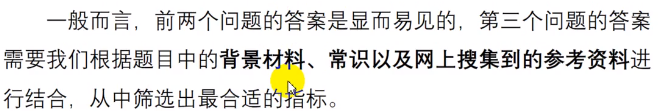 一般而言，前两个问题的答案是显而易见的，第三个问题的答案
需要我们根据题目中的背景材料、常识以及网上搜集到的参考资料进
行结合，从中筛选出最合适的指标。